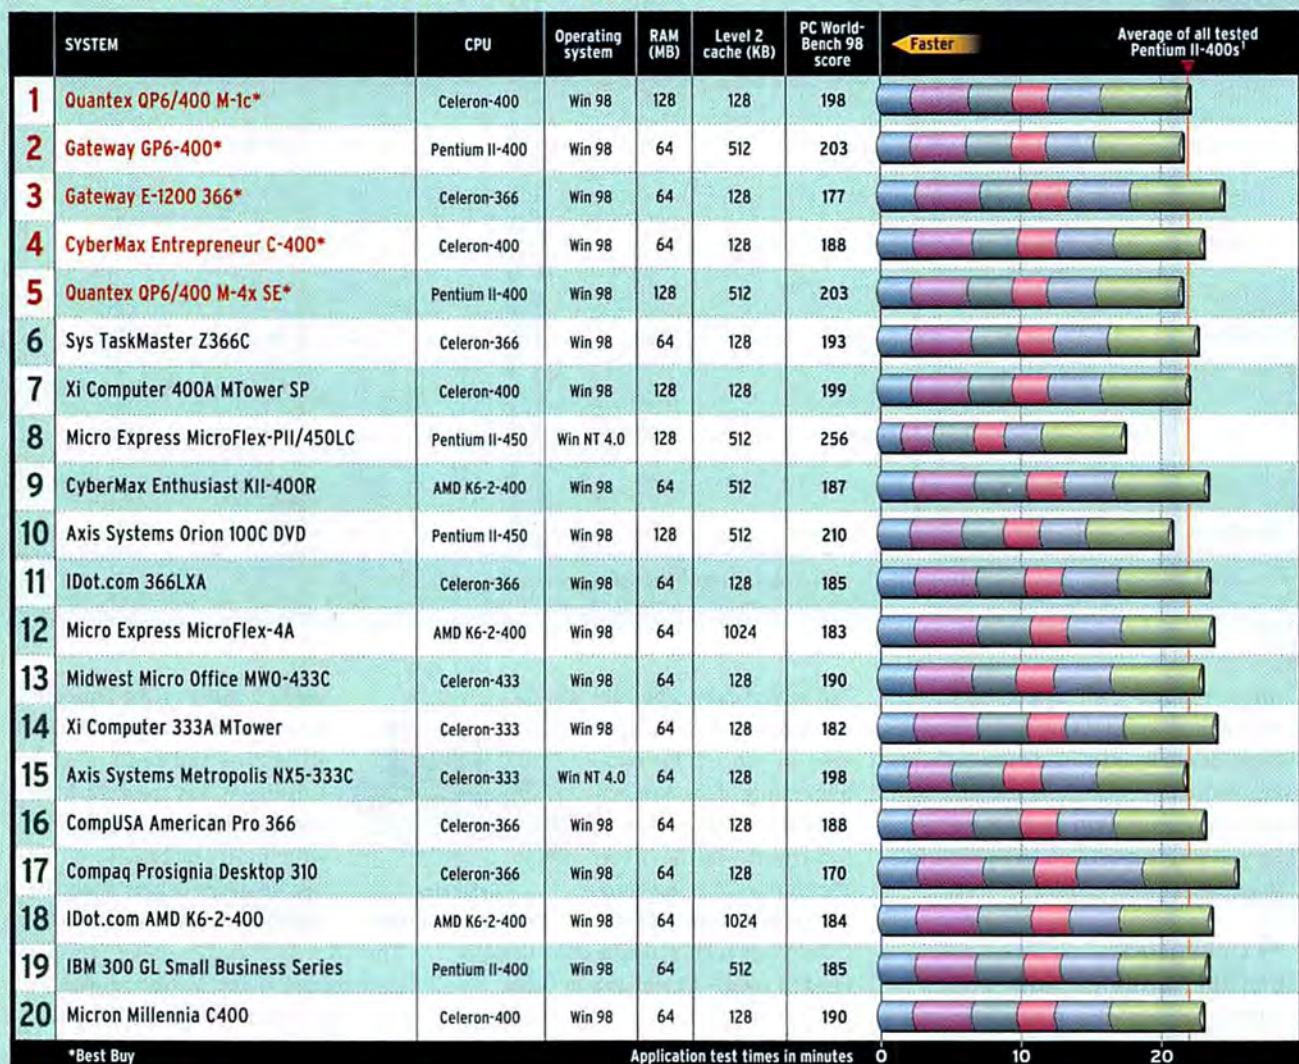 SYSTEM CPU Operating system RAM (MB) Level 2 cache (KB) PC World-Bench 98 score Faster Average of all tested Pentium II-400s¹
1 Quantex QP6/400 M-1c* Celeron-400 Win 98 128 128 198
2 Gateway GP6-400* Pentium II-400 Win 98 64 512 203
3 Gateway E-1200 366* Celeron-366 Win 98 64 128 177
4 CyberMax Entrepreneur C-400* Celeron-400 Win 98 64 128 188
5 Quantex QP6/400 M-4x SE* Pentium II-400 Win 98 128 512 203
6 Sys TaskMaster Z366C Celeron-366 Win 98 64 128 193
7 Xi Computer 400A MTower SP Celeron-400 Win 98 128 128 199
8 Micro Express MicroFlex-PII/450LC Pentium II-450 Win NT 4.0 128 512 256
9 CyberMax Enthusiast KII-400R AMD K6-2-400 Win 98 64 512 187
10 Axis Systems Orion 100C DVD Pentium II-450 Win 98 128 512 210
11 IDot.com 366LXA Celeron-366 Win 98 64 128 185
12 Micro Express MicroFlex-4A AMD K6-2-400 Win 98 64 1024 183
13 Midwest Micro Office MWO-433C Celeron-433 Win 98 64 128 190
14 Xi Computer 333A MTower Celeron-333 Win 98 64 128 182
15 Axis Systems Metropolis NX5-333C Celeron-333 Win NT 4.0 64 128 198
16 CompUSA American Pro 366 Celeron-366 Win 98 64 128 188
17 Compaq Prosignia Desktop 310 Celeron-366 Win 98 64 128 170
18 IDot.com AMD K6-2-400 AMD K6-2-400 Win 98 64 1024 184
19 IBM 300 GL Small Business Series Pentium II-400 Win 98 64 512 185
20 Micron Millennia C400 Celeron-400 Win 98 64 128 190
*Best Buy Application test times in minutes 0 10 20